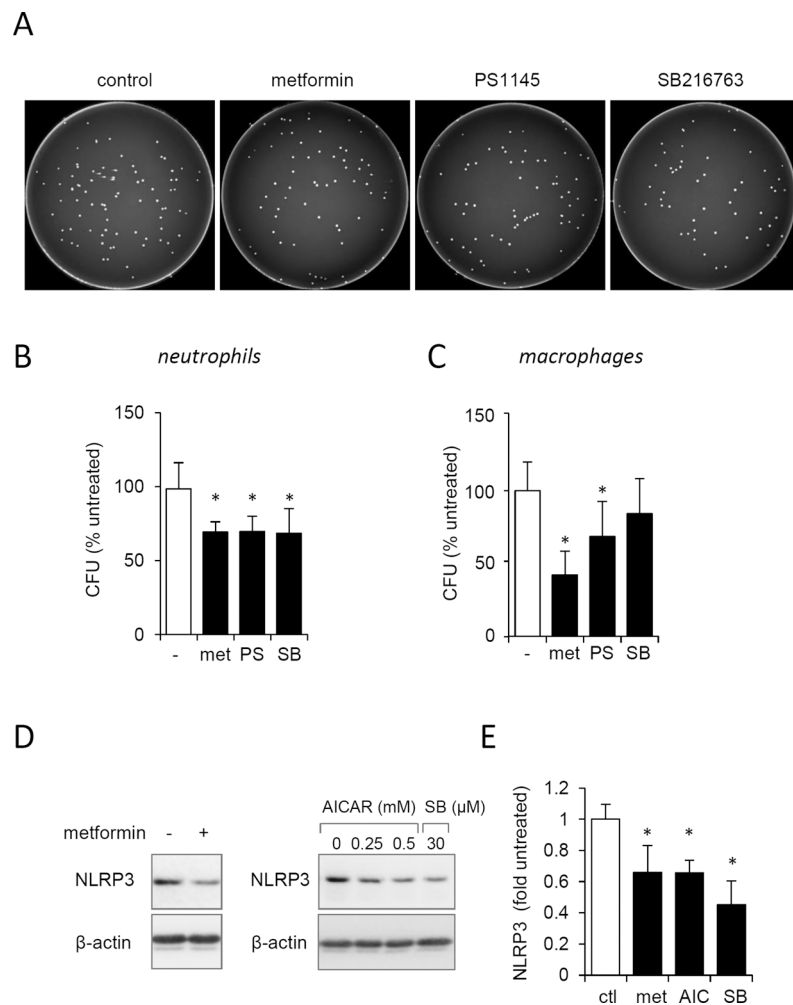 A
control metformin PS1145 SB216763
B neutrophils
CFU (% untreated)
150
100
50
0
- met PS SB
* * *
C macrophages
CFU (% untreated)
150
100
50
0
- met PS SB
* *
D
metformin - +
NLRP3
β-actin
AICAR (mM) SB (µM)
0 0.25 0.5 30
NLRP3
β-actin
E
NLRP3 (fold untreated)
1.2
1
0.8
0.6
0.4
0.2
0
ctl met AIC SB
* * *